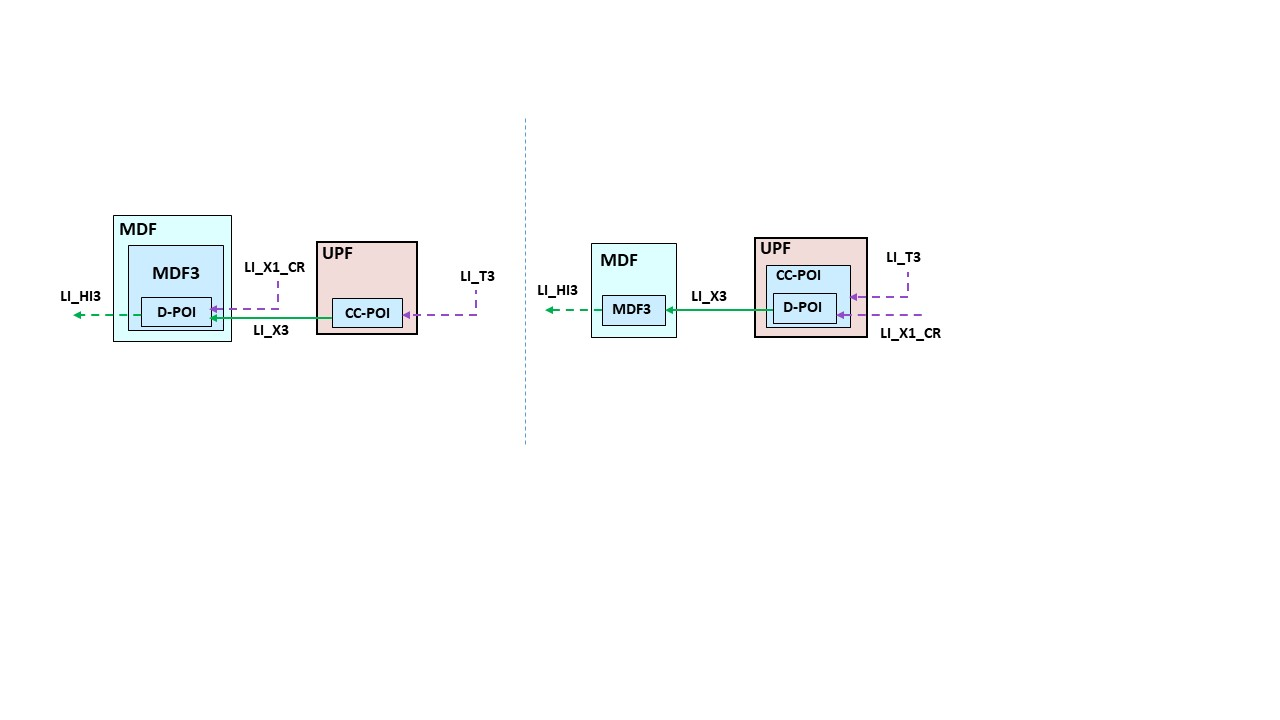 MDF
MDF3
D-POI
LI_HI3
LI_X1_CR
LI_X3
UPF
CC-POI
LI_T3
LI_HI3
MDF
MDF3
LI_X3
UPF
CC-POI
D-POI
LI_T3
LI_X1_CR